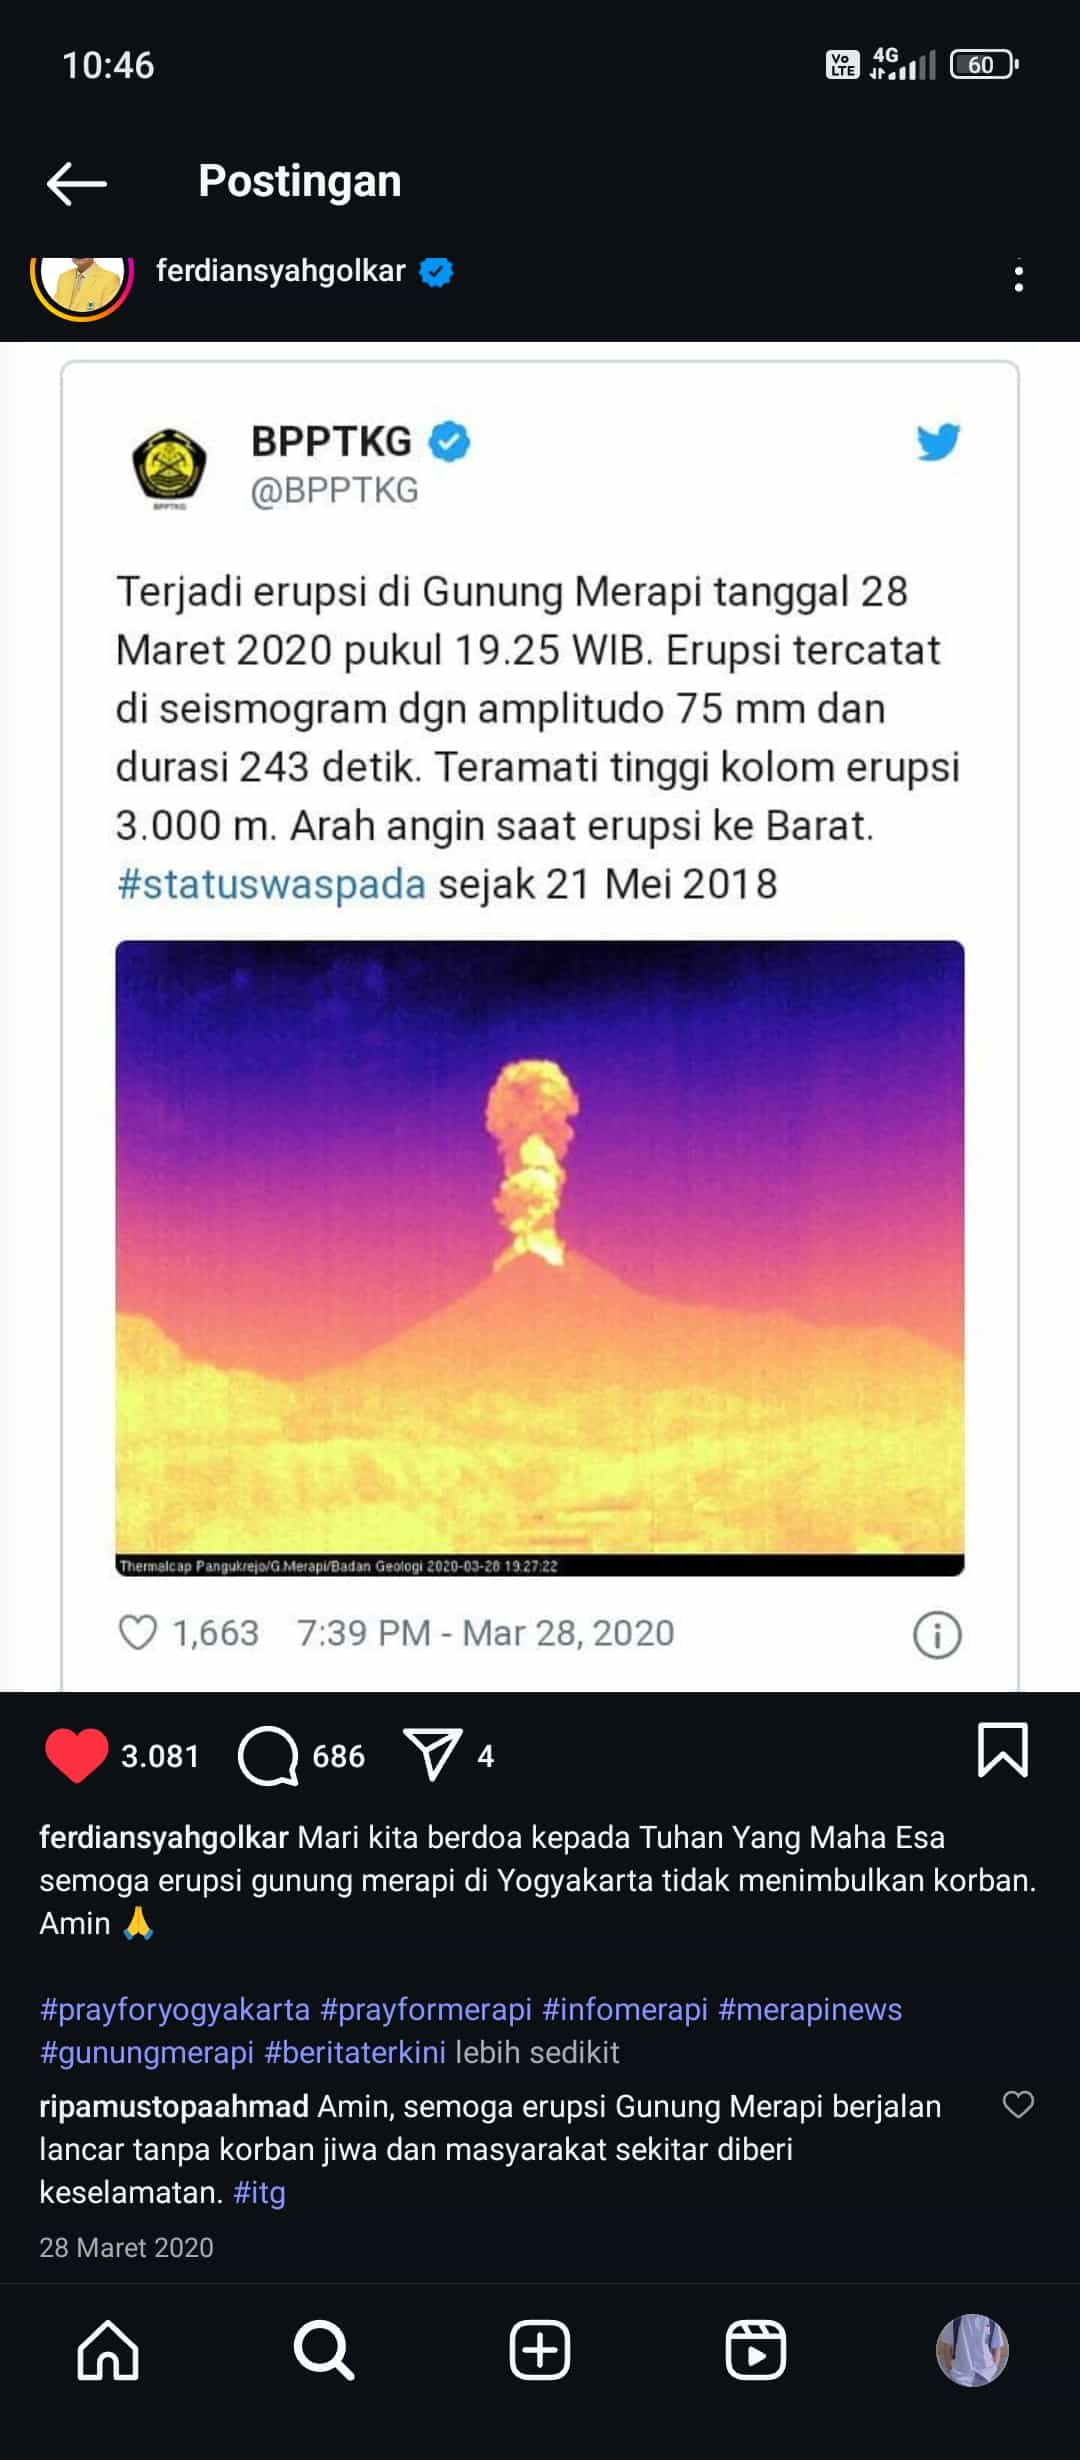 10:46
Vo LTE 4G 60
Postingan
ferdiansyahgolkar
BPPTKG
@BPPTKG
BPPTKG
Terjadi erupsi di Gunung Merapi tanggal 28
Maret 2020 pukul 19.25 WIB. Erupsi tercatat
di seismogram dgn amplitudo 75 mm dan
durasi 243 detik. Teramati tinggi kolom erupsi
3.000 m. Arah angin saat erupsi ke Barat.
#statuswaspada sejak 21 Mei 2018
Thermalcap Pangukrejo/G.Merapi/Badan Geologi 2020-03-28 19:27:22
1,663 7:39 PM - Mar 28, 2020
3.081 686 4
ferdiansyahgolkar Mari kita berdoa kepada Tuhan Yang Maha Esa
semoga erupsi gunung merapi di Yogyakarta tidak menimbulkan korban.
Amin 🙏
#prayforyogyakarta #prayformerapi #infomerapi #merapinews
#gunungmerapi #beritaterkini lebih sedikit
ripamustopaahmad Amin, semoga erupsi Gunung Merapi berjalan
lancar tanpa korban jiwa dan masyarakat sekitar diberi
keselamatan. #itg
28 Maret 2020